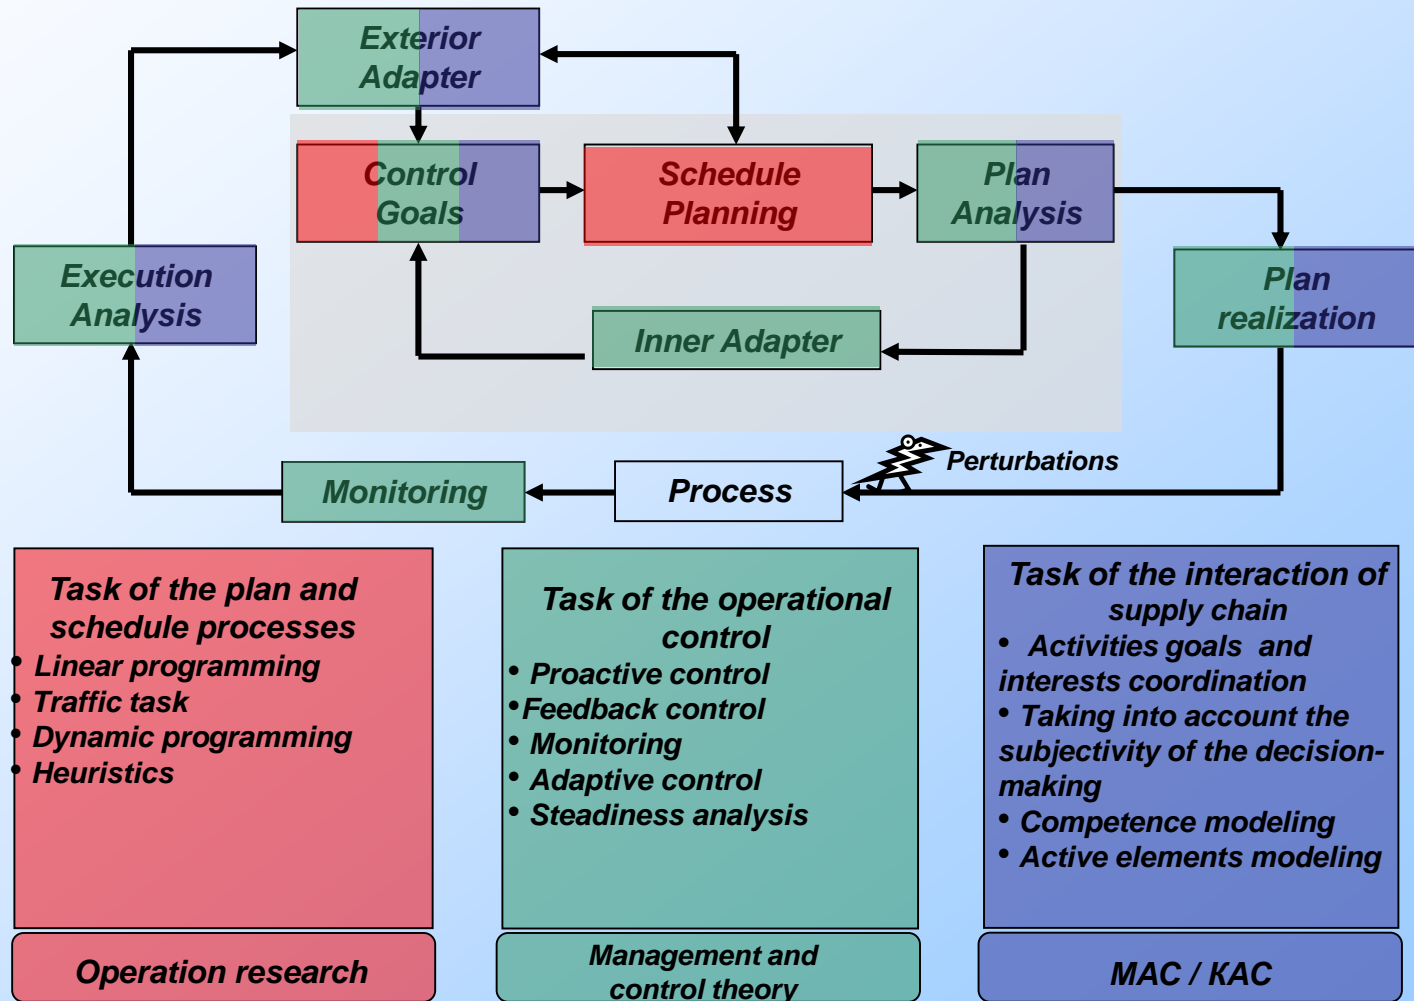 Exterior
Adapter
Control
Goals
Schedule
Planning
Plan
Analysis
Execution
Analysis
Plan
realization
Inner Adapter
Perturbations
Monitoring
Process
Task of the plan and
schedule processes
• Linear programming
• Traffic task
• Dynamic programming
• Heuristics
Operation research
Task of the operational
control
• Proactive control
• Feedback control
• Monitoring
• Adaptive control
• Steadiness analysis
Management and
control theory
Task of the interaction of
supply chain
• Activities goals and
interests coordination
• Taking into account the
subjectivity of the decision-
making
• Competence modeling
• Active elements modeling
МАС / КАС